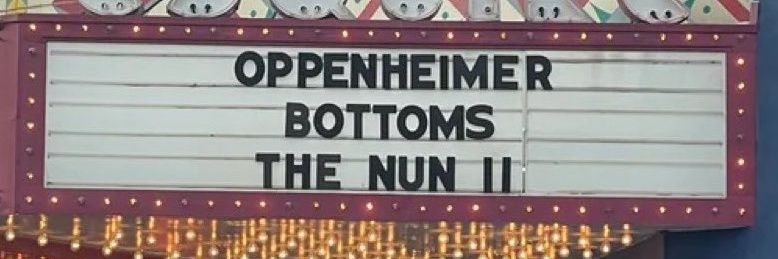 OPPENHEIMER
BOTTOMS
THE NUN II